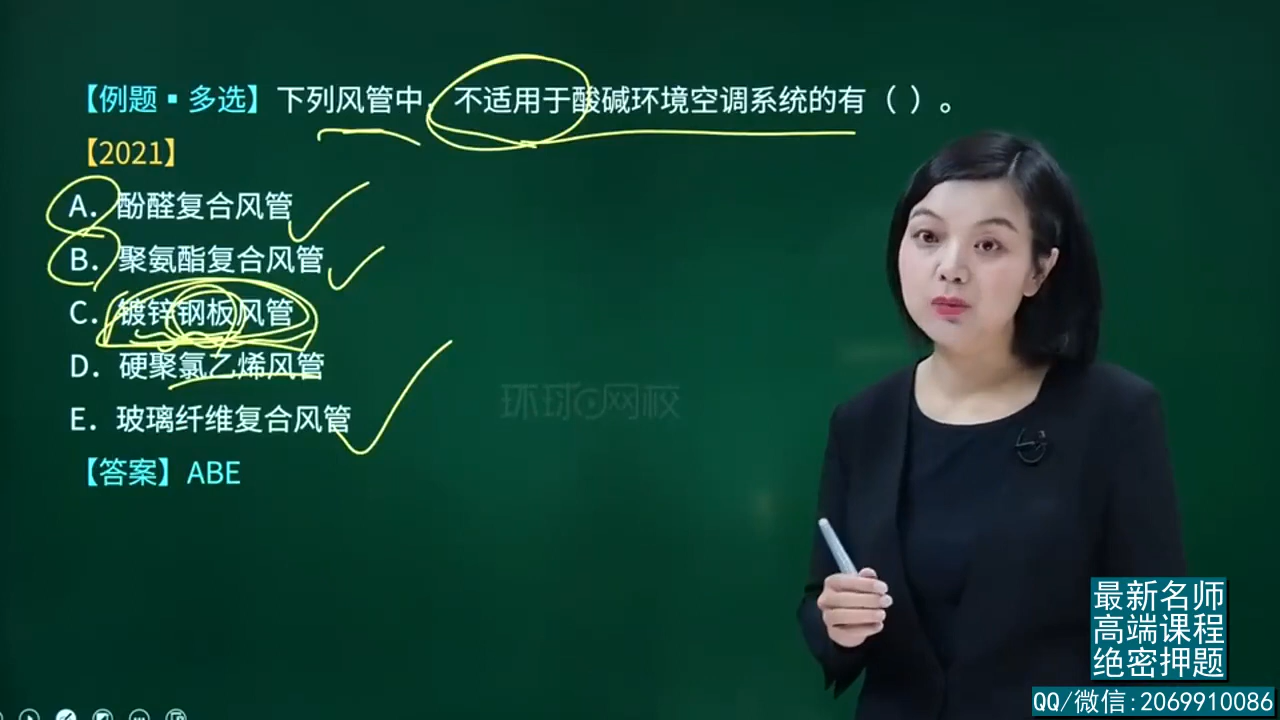 【例题▪多选】下列风管中，不适用于酸碱环境空调系统的有（ ）。
【2021】
A．酚醛复合风管
B．聚氨酯复合风管
C．镀锌钢板风管
D．硬聚氯乙烯风管
E．玻璃纤维复合风管
【答案】ABE
环球网校
最新名师
高端课程
绝密押题
QQ/微信:2069910086